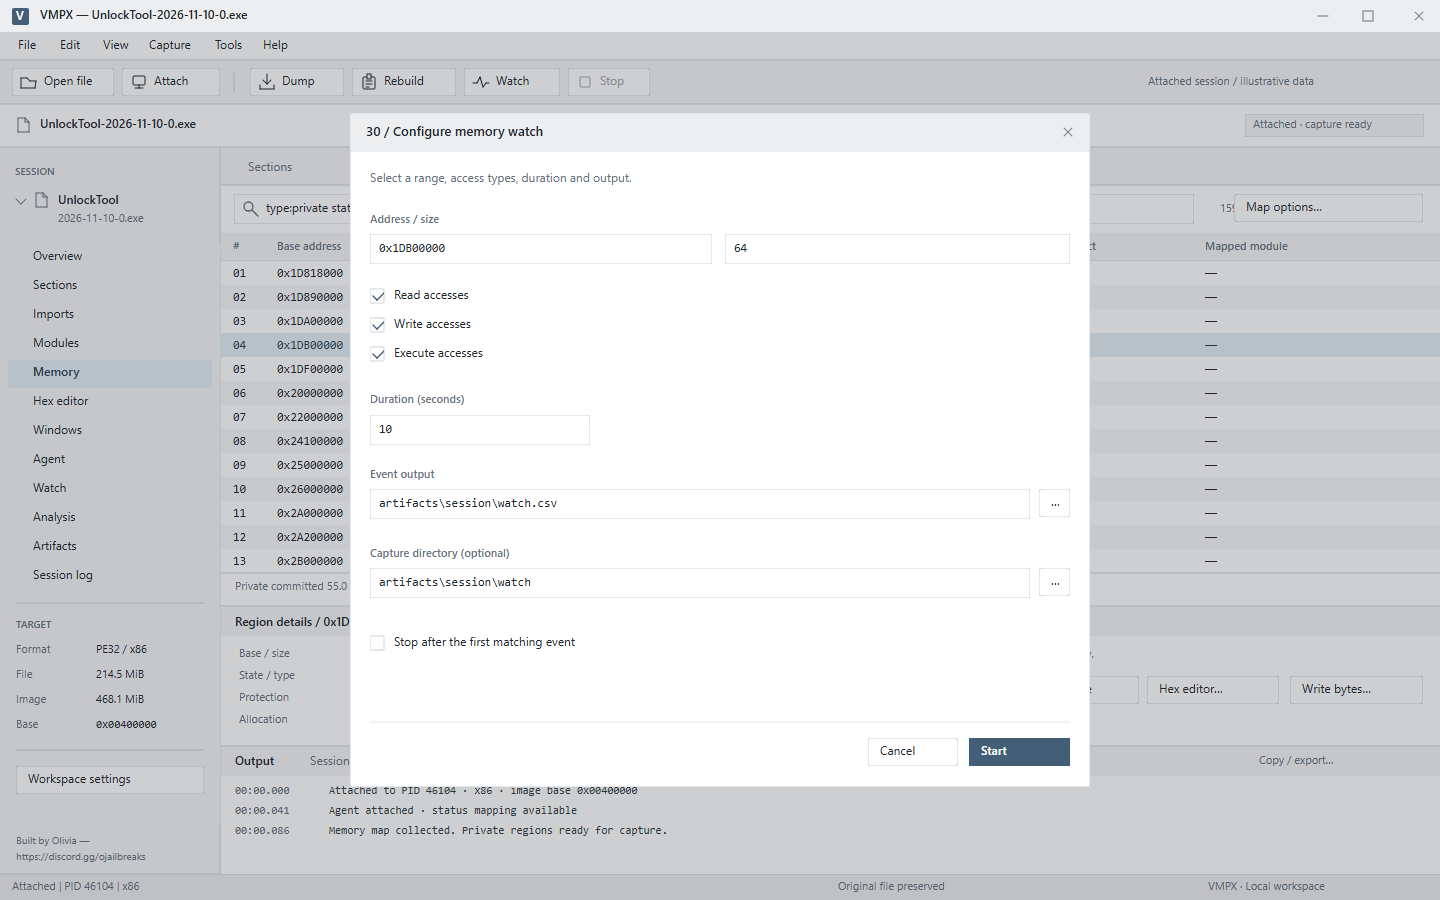 V VMPX — UnlockTool-2026-11-10-0.exe
File Edit View Capture Tools Help
Open file Attach Dump Rebuild Watch Stop Attached session / illustrative data
UnlockTool-2026-11-10-0.exe Attached · capture ready
30 / Configure memory watch
Select a range, access types, duration and output.
Address / size
0x1DB00000 64
Read accesses
Write accesses
Execute accesses
Duration (seconds)
10
Event output
artifacts\session\watch.csv ...
Capture directory (optional)
artifacts\session\watch ...
Stop after the first matching event
Cancel Start
SESSION
UnlockTool
2026-11-10-0.exe
Overview
Sections
Imports
Modules
Memory
Hex editor
Windows
Agent
Watch
Analysis
Artifacts
Session log
TARGET
Format PE32 / x86
File 214.5 MiB
Image 468.1 MiB
Base 0x00400000
Workspace settings
Built by Olivia —
https://discord.gg/ojailbreaks
Sections
type:private Map options...
# Base address Mapped module
01 0x1D818000 —
02 0x1D890000 —
03 0x1DA00000 —
04 0x1DB00000 —
05 0x1DF00000 —
06 0x20000000 —
07 0x22000000 —
08 0x24100000 —
09 0x25000000 —
10 0x26000000 —
11 0x2A000000 —
12 0x2A200000 —
13 0x2B000000 —
Private committed 55.0
Region details / 0x1D
Base / size
State / type
Protection
Allocation
Hex editor... Write bytes...
Output Session Copy / export...
00:00.000 Attached to PID 46104 · x86 · image base 0x00400000
00:00.041 Agent attached · status mapping available
00:00.086 Memory map collected. Private regions ready for capture.
Attached | PID 46104 | x86 Original file preserved VMPX · Local workspace